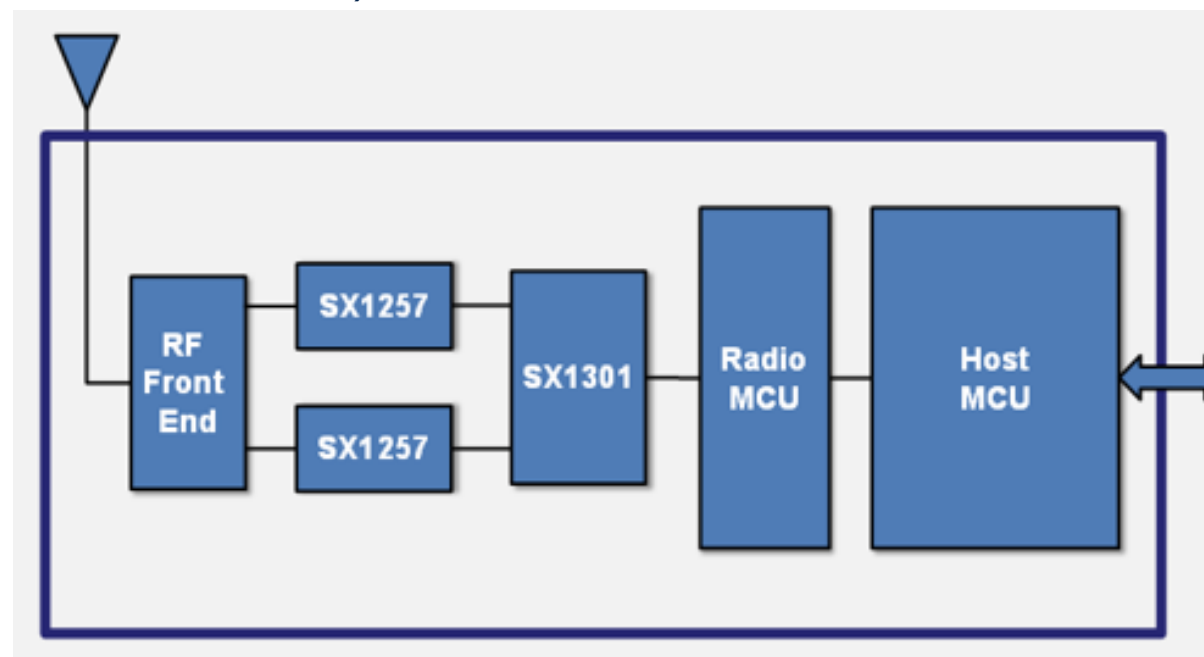 RF
Front
End
SX1257
SX1257
SX1301
Radio
MCU
Host
MCU